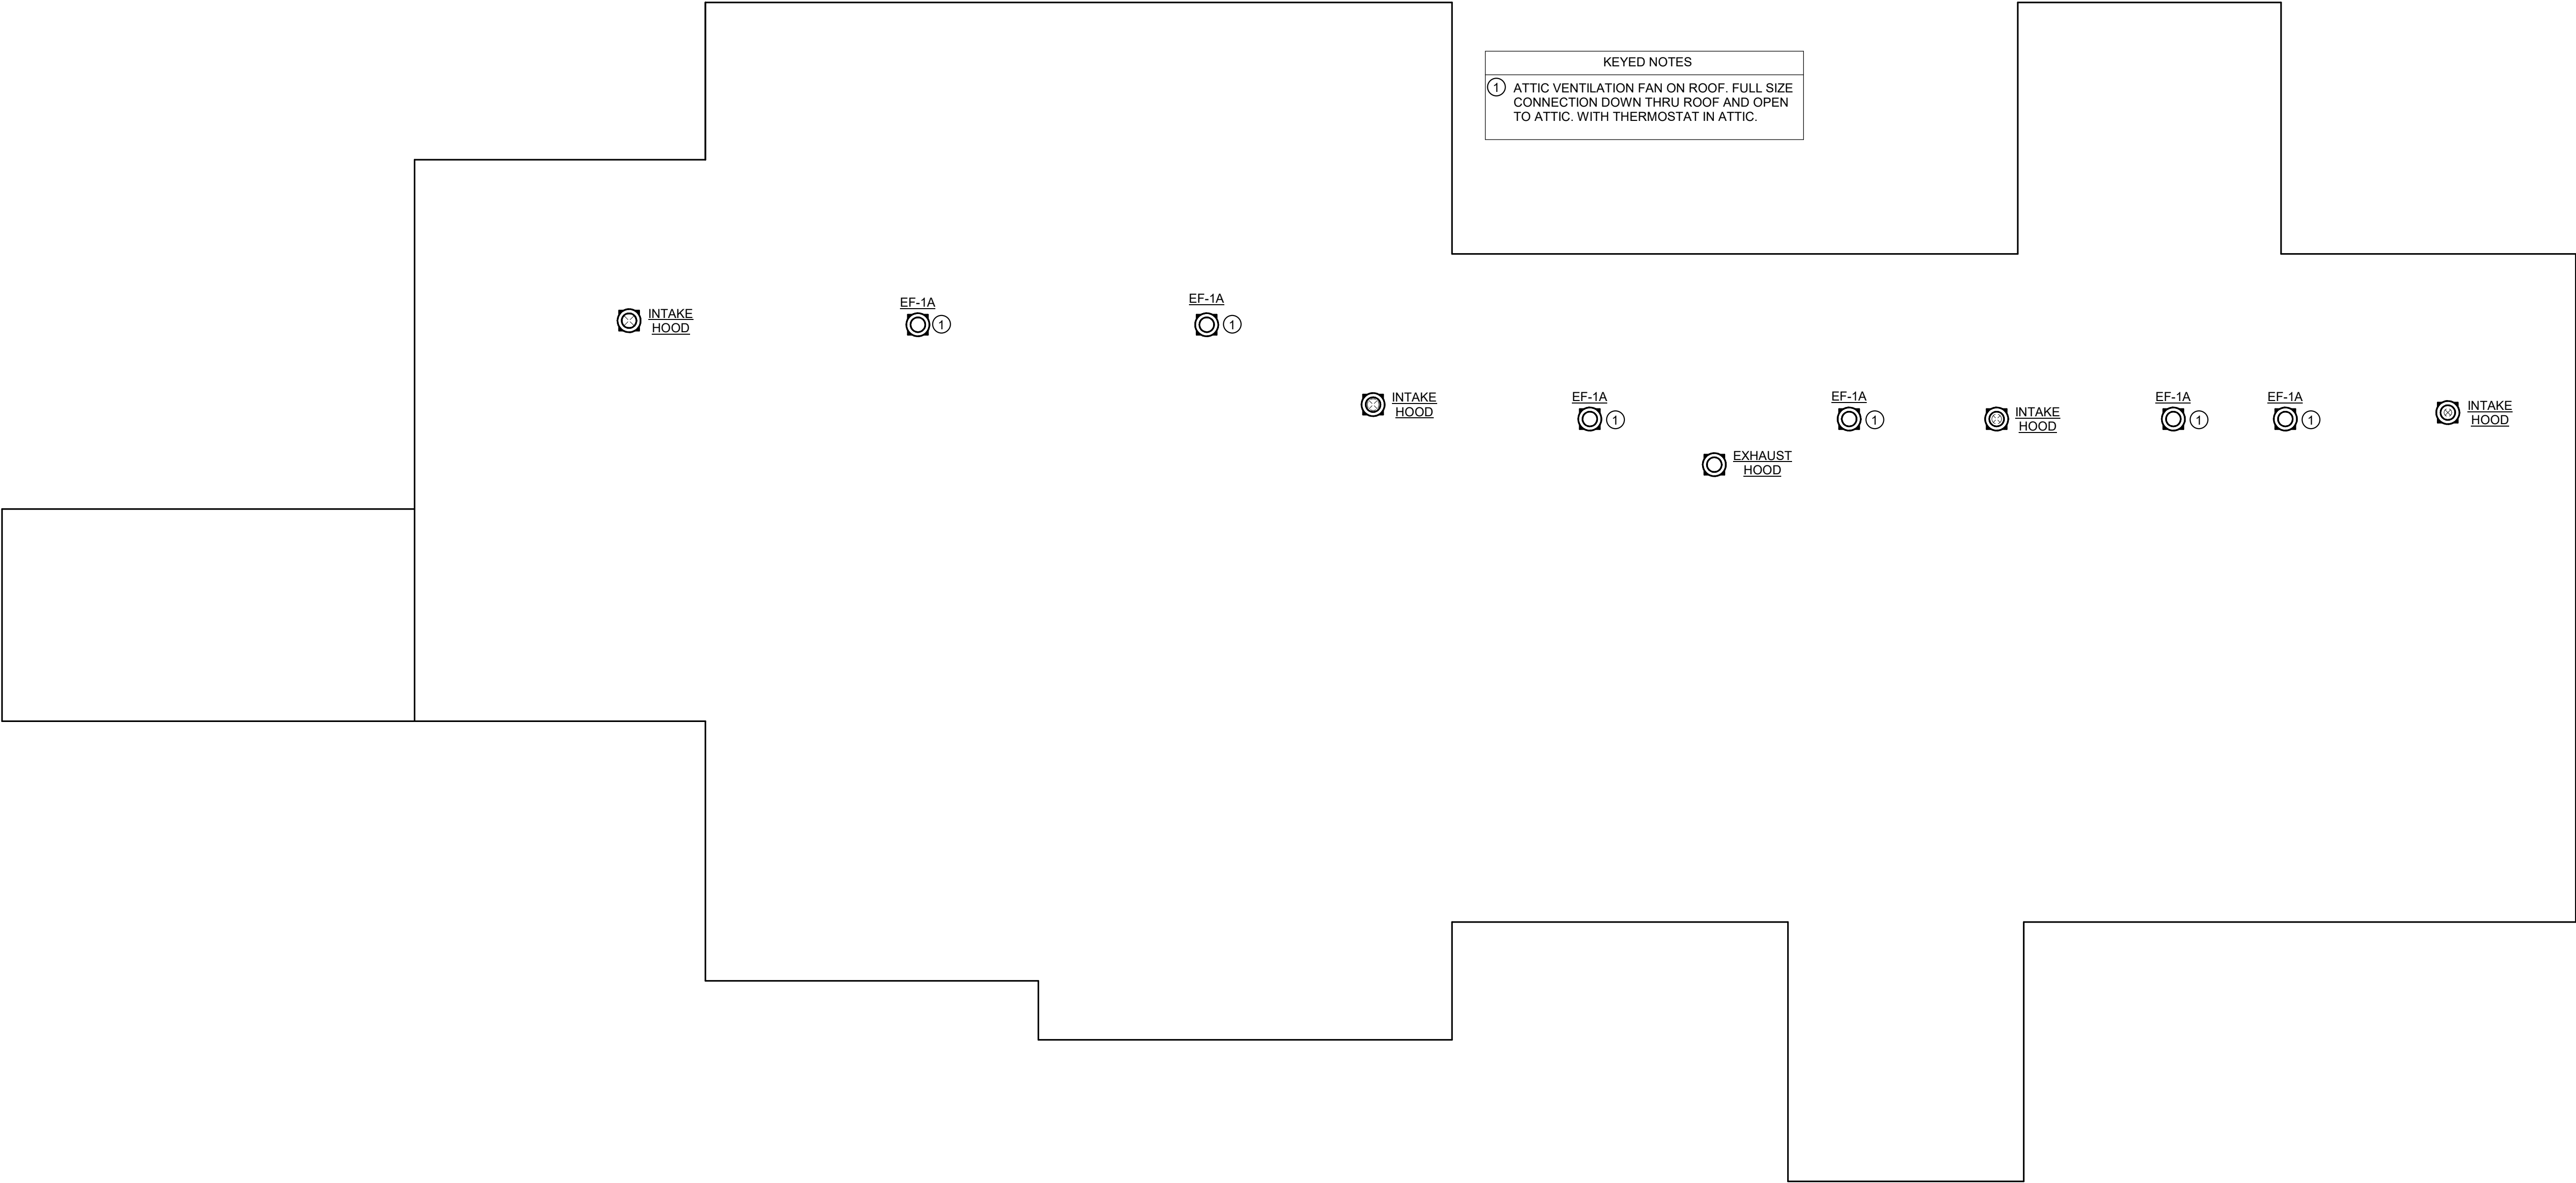 KEYED NOTES
1 ATTIC VENTILATION FAN ON ROOF. FULL SIZE
CONNECTION DOWN THRU ROOF AND OPEN
TO ATTIC. WITH THERMOSTAT IN ATTIC.
INTAKE
HOOD
EF-1A
1
EF-1A
1
INTAKE
HOOD
EF-1A
1
EXHAUST
HOOD
EF-1A
1
INTAKE
HOOD
EF-1A
1
EF-1A
1
INTAKE
HOOD